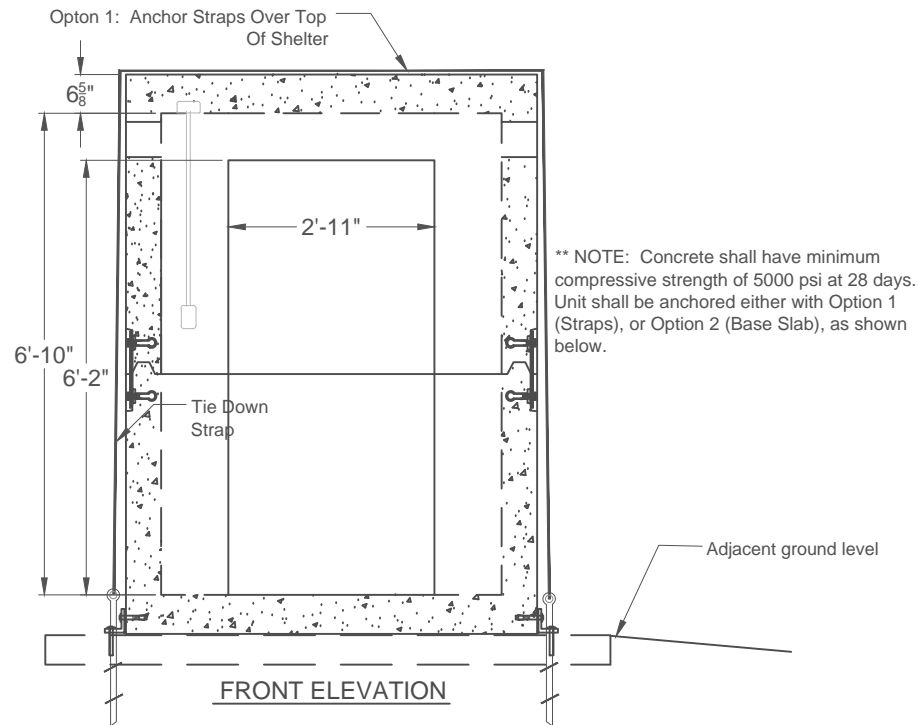 Opton 1: Anchor Straps Over Top
Of Shelter
6 5/8"
2'-11"
** NOTE: Concrete shall have minimum
compressive strength of 5000 psi at 28 days.
Unit shall be anchored either with Option 1
(Straps), or Option 2 (Base Slab), as shown
below.
6'-10"
6'-2"
Tie Down
Strap
Adjacent ground level
FRONT ELEVATION